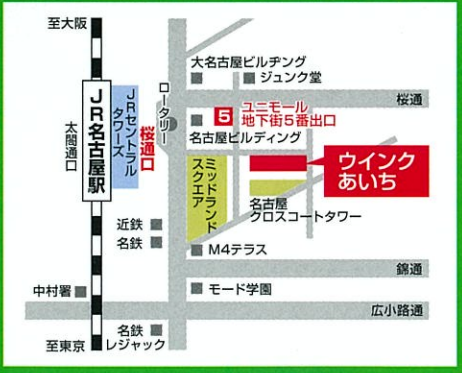 至大阪
大名古屋ビルヂング
ジュンク堂
桜通
ロータリー
JRセントラル
タワーズ
JR名古屋駅
太閤通口
桜通口
5
ユニモール
地下街5番出口
名古屋ビルディング
ミッドランド
スクエア
ウインク
あいち
名古屋
クロスコートタワー
近鉄
名鉄
M4テラス
錦通
中村署
モード学園
広小路通
名鉄
レジャック
至東京